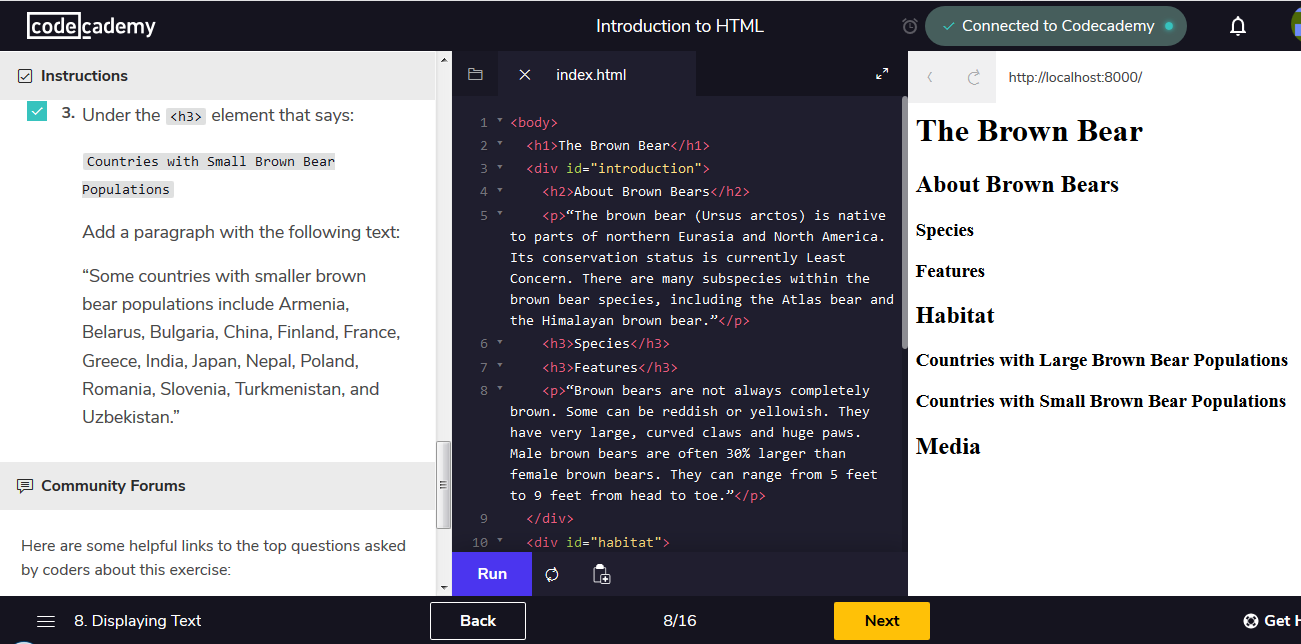 codecademy
Introduction to HTML
Connected to Codecademy
Instructions
3. Under the <h3> element that says:
Countries with Small Brown Bear
Populations
Add a paragraph with the following text:
“Some countries with smaller brown
bear populations include Armenia,
Belarus, Bulgaria, China, Finland, France,
Greece, India, Japan, Nepal, Poland,
Romania, Slovenia, Turkmenistan, and
Uzbekistan.”
Community Forums
Here are some helpful links to the top questions asked
by coders about this exercise:
index.html
1 <body>
2 <h1>The Brown Bear</h1>
3 <div id="introduction">
4 <h2>About Brown Bears</h2>
5 <p>“The brown bear (Ursus arctos) is native
to parts of northern Eurasia and North America.
Its conservation status is currently Least
Concern. There are many subspecies within the
brown bear species, including the Atlas bear and
the Himalayan brown bear.”</p>
6 <h3>Species</h3>
7 <h3>Features</h3>
8 <p>“Brown bears are not always completely
brown. Some can be reddish or yellowish. They
have very large, curved claws and huge paws.
Male brown bears are often 30% larger than
female brown bears. They can range from 5 feet
to 9 feet from head to toe.”</p>
9 </div>
10 <div id="habitat">
Run
http://localhost:8000/
The Brown Bear
About Brown Bears
Species
Features
Habitat
Countries with Large Brown Bear Populations
Countries with Small Brown Bear Populations
Media
8. Displaying Text
Back
8/16
Next
Get H